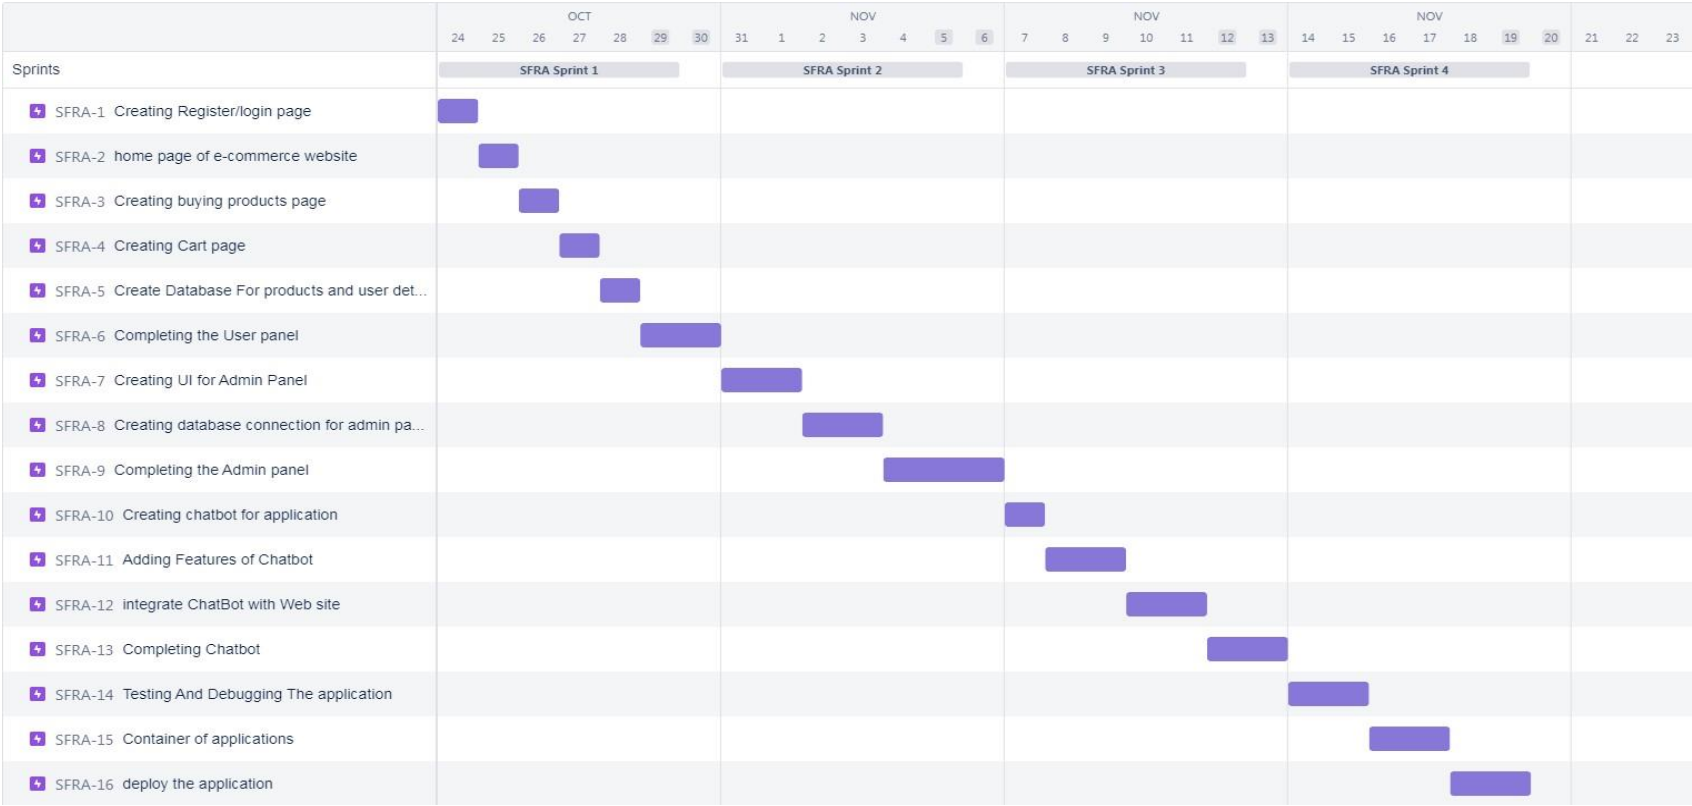 OCT NOV NOV NOV
24 25 26 27 28 29 30 31 1 2 3 4 5 6 7 8 9 10 11 12 13 14 15 16 17 18 19 20 21 22 23
Sprints SFRA Sprint 1 SFRA Sprint 2 SFRA Sprint 3 SFRA Sprint 4
SFRA-1 Creating Register/login page
SFRA-2 home page of e-commerce website
SFRA-3 Creating buying products page
SFRA-4 Creating Cart page
SFRA-5 Create Database For products and user det...
SFRA-6 Completing the User panel
SFRA-7 Creating UI for Admin Panel
SFRA-8 Creating database connection for admin pa...
SFRA-9 Completing the Admin panel
SFRA-10 Creating chatbot for application
SFRA-11 Adding Features of Chatbot
SFRA-12 integrate ChatBot with Web site
SFRA-13 Completing Chatbot
SFRA-14 Testing And Debugging The application
SFRA-15 Container of applications
SFRA-16 deploy the application